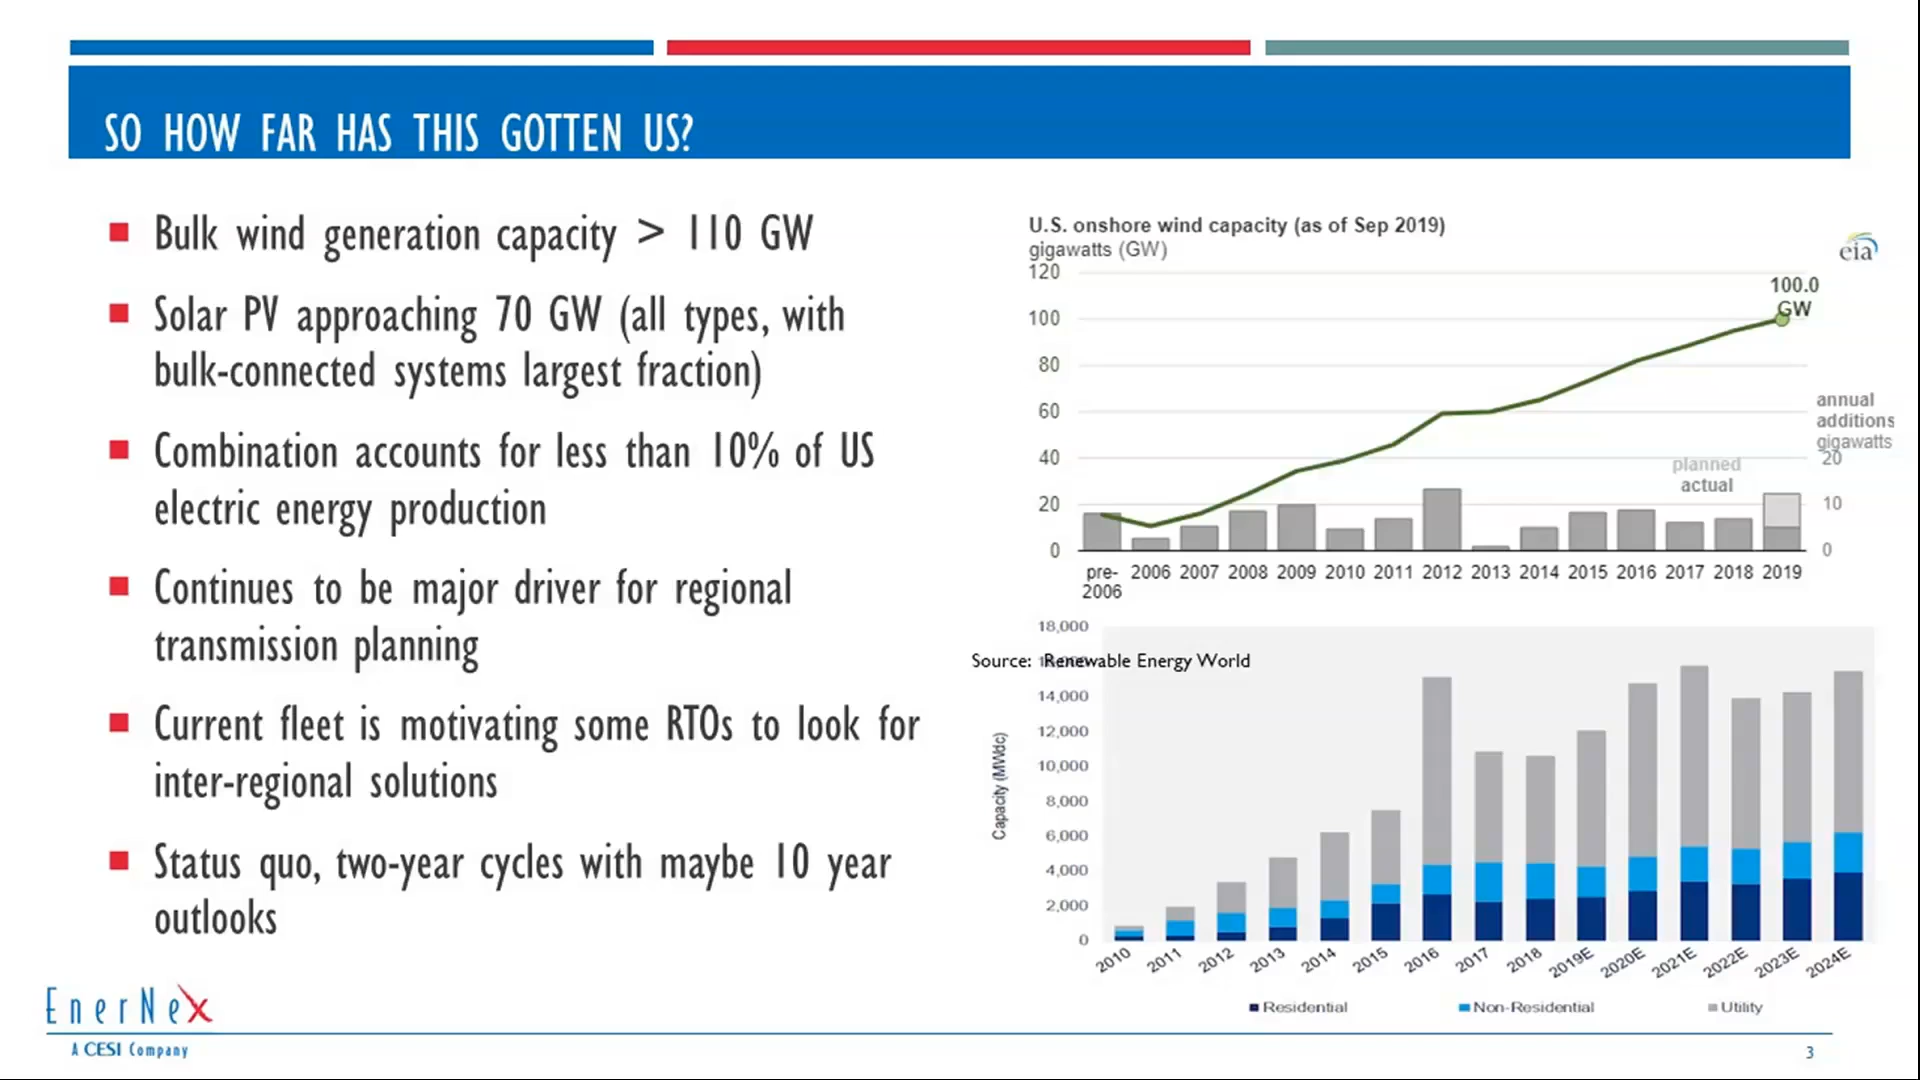 SO HOW FAR HAS THIS GOTTEN US?
Bulk wind generation capacity > 110 GW
Solar PV approaching 70 GW (all types, with
bulk-connected systems largest fraction)
Combination accounts for less than 10% of US
electric energy production
Continues to be major driver for regional
transmission planning
Current fleet is motivating some RTOs to look for
inter-regional solutions
Status quo, two-year cycles with maybe 10 year
outlooks
U.S. onshore wind capacity (as of Sep 2019)
gigawatts (GW)
eia
120
100
80
60
40
20
0
100.0
GW
annual
additions
gigawatts
20
10
0
planned
actual
pre-
2006
2006 2007 2008 2009 2010 2011 2012 2013 2014 2015 2016 2017 2018 2019
Source: Renewable Energy World
Capacity (MWdc)
18,000
14,000
12,000
10,000
8,000
6,000
4,000
2,000
0
2010 2011 2012 2013 2014 2015 2016 2017 2018 2019E 2020E 2021E 2022E 2023E 2024E
Residential Non-Residential Utility
EnerNex
A CESI Company
3